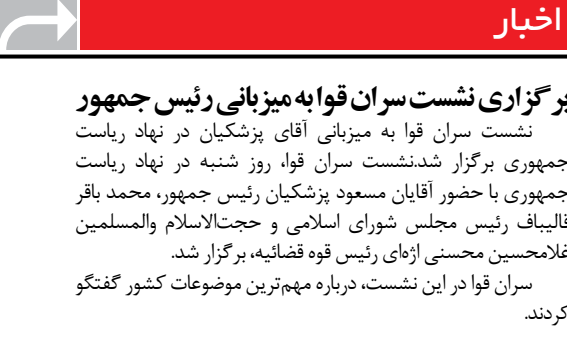 اخبار
برگزاری نشست سران قوا به میزبانی رئیس جمهور
نشست سران قوا به میزبانی آقای پزشکیان در نهاد ریاست
جمهوری برگزار شد.نشست سران قوا، روز شنبه در نهاد ریاست
جمهوری با حضور آقایان مسعود پزشکیان رئیس جمهور، محمد باقر
قالیباف رئیس مجلس شورای اسلامی و حجت‌الاسلام والمسلمین
غلامحسین محسنی اژه‌ای رئیس قوه قضائیه، برگزار شد.
سران قوا در این نشست، درباره مهم‌ترین موضوعات کشور گفتگو
کردند.